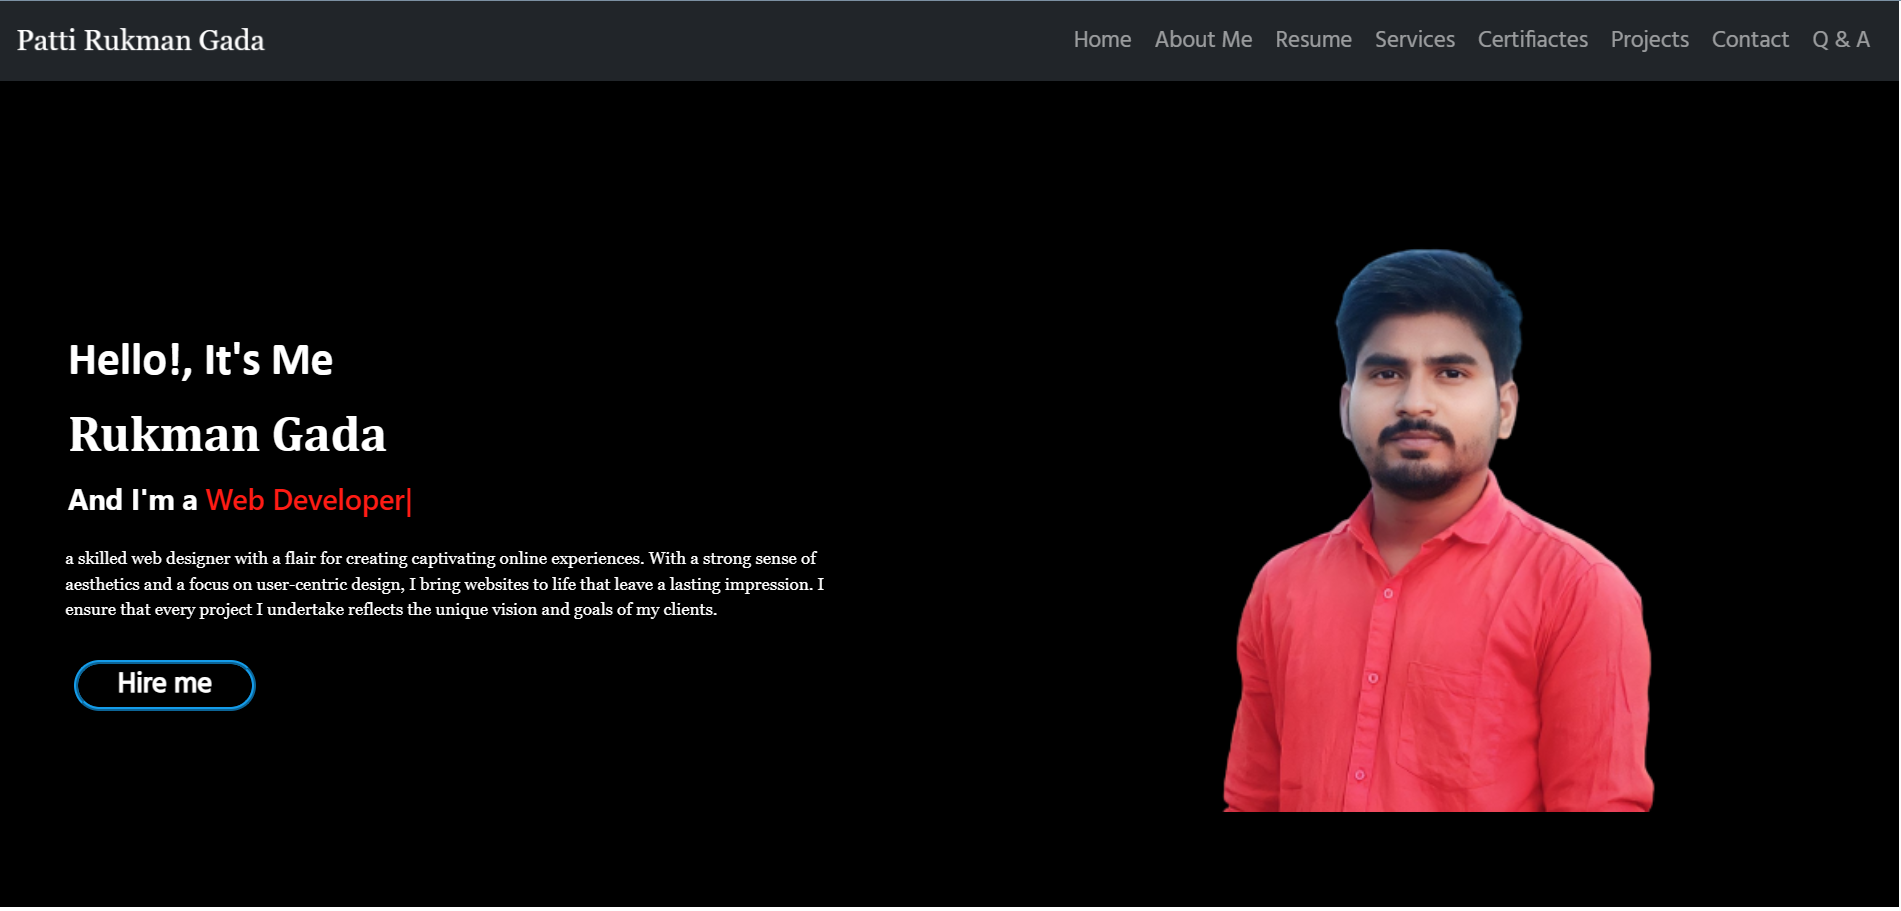 Patti Rukman Gada
Home About Me Resume Services Certifiactes Projects Contact Q & A
Hello!, It's Me
Rukman Gada
And I'm a Web Developer|
a skilled web designer with a flair for creating captivating online experiences. With a strong sense of
aesthetics and a focus on user-centric design, I bring websites to life that leave a lasting impression. I
ensure that every project I undertake reflects the unique vision and goals of my clients.
Hire me